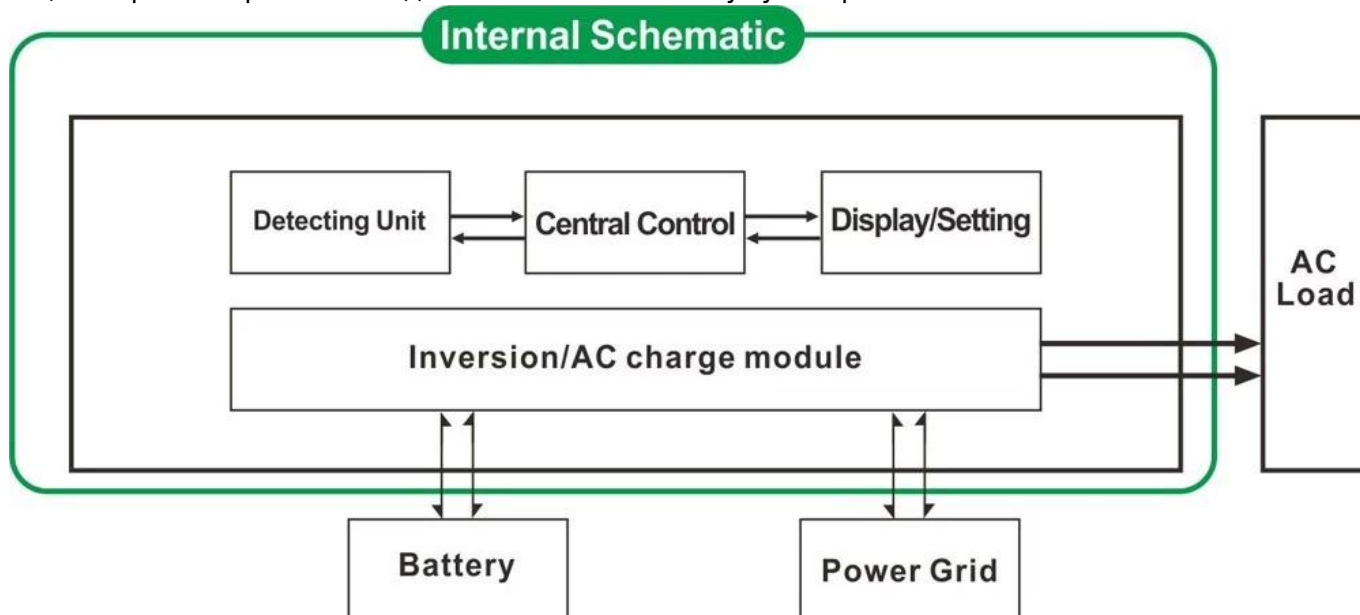 Internal Schematic
Detecting Unit
Central Control
Display/Setting
AC
Load
Inversion/AC charge module
Battery
Power Grid